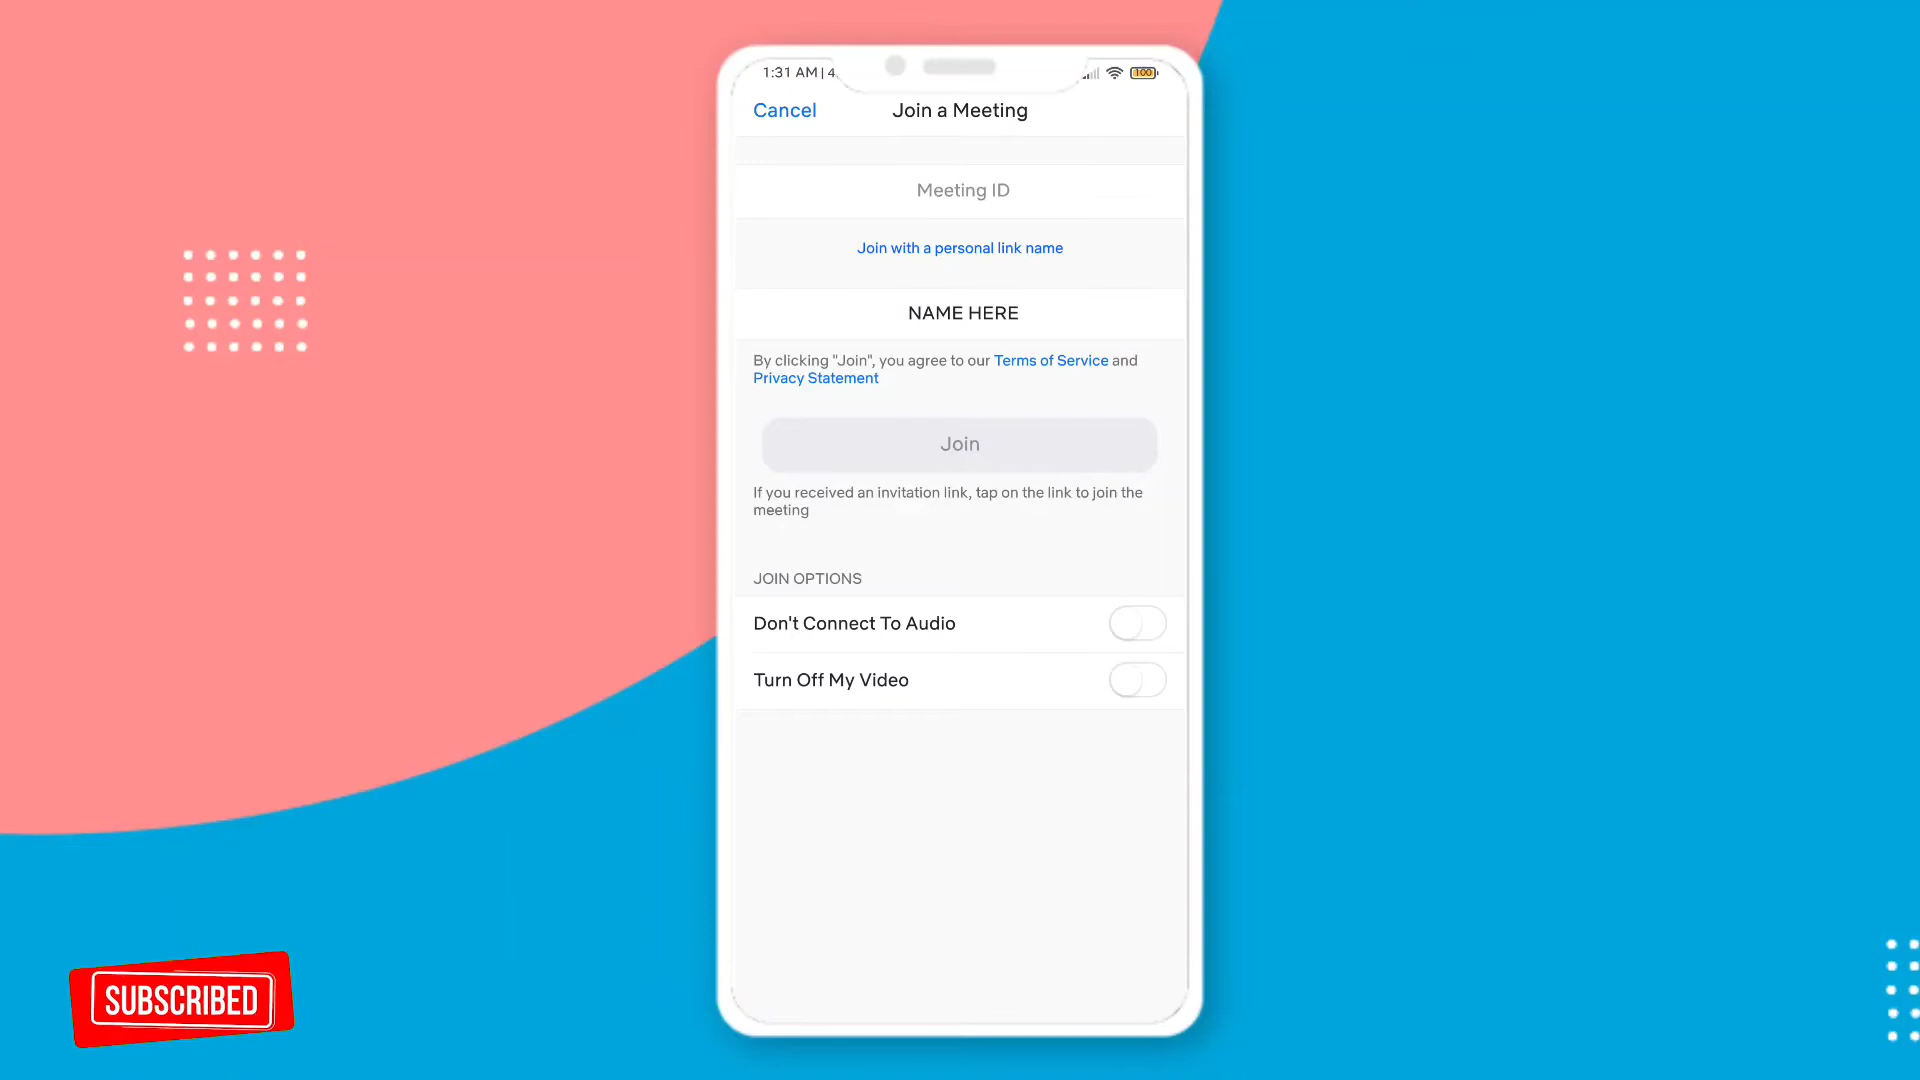 1:31 AM | 4
100
Cancel
Join a Meeting
Meeting ID
Join with a personal link name
NAME HERE
By clicking "Join", you agree to our Terms of Service and
Privacy Statement
Join
If you received an invitation link, tap on the link to join the
meeting
JOIN OPTIONS
Don't Connect To Audio
Turn Off My Video
SUBSCRIBED